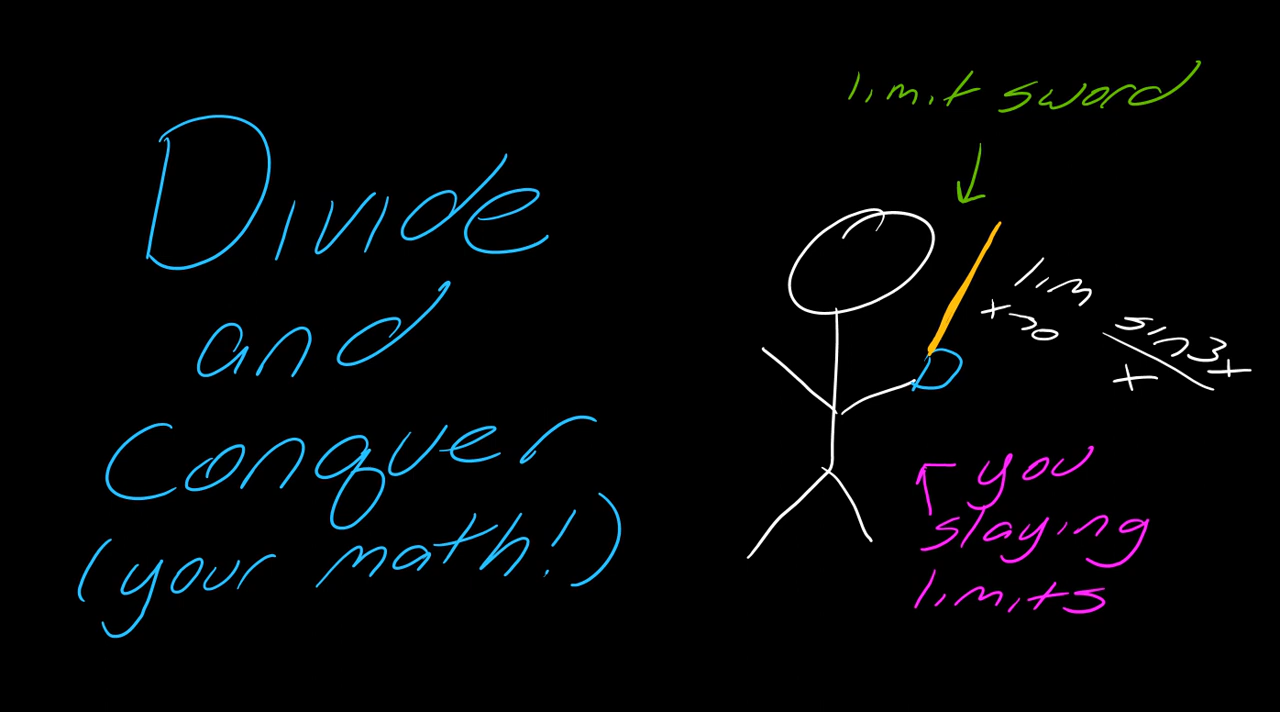 Divide
and
Conquer
(your math!)
limit sword
lim
x→0
sin3x
x
you
slaying
limits